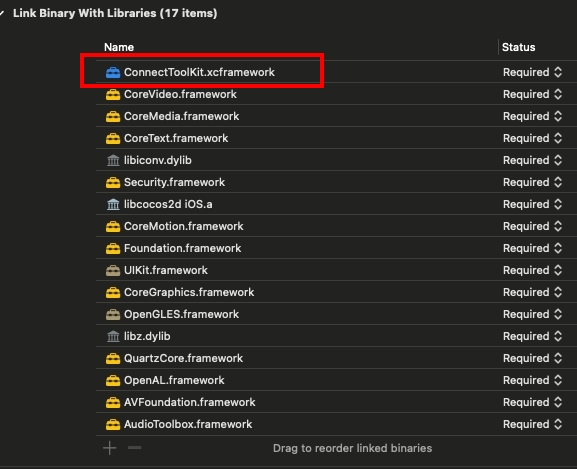 Link Binary With Libraries (17 items)
Name Status
ConnectToolKit.xcframework Required
CoreVideo.framework Required
CoreMedia.framework Required
CoreText.framework Required
libiconv.dylib Required
Security.framework Required
libcocos2d iOS.a Required
CoreMotion.framework Required
Foundation.framework Required
UIKit.framework Required
CoreGraphics.framework Required
OpenGLES.framework Required
libz.dylib Required
QuartzCore.framework Required
OpenAL.framework Required
AVFoundation.framework Required
AudioToolbox.framework Required
Drag to reorder linked binaries